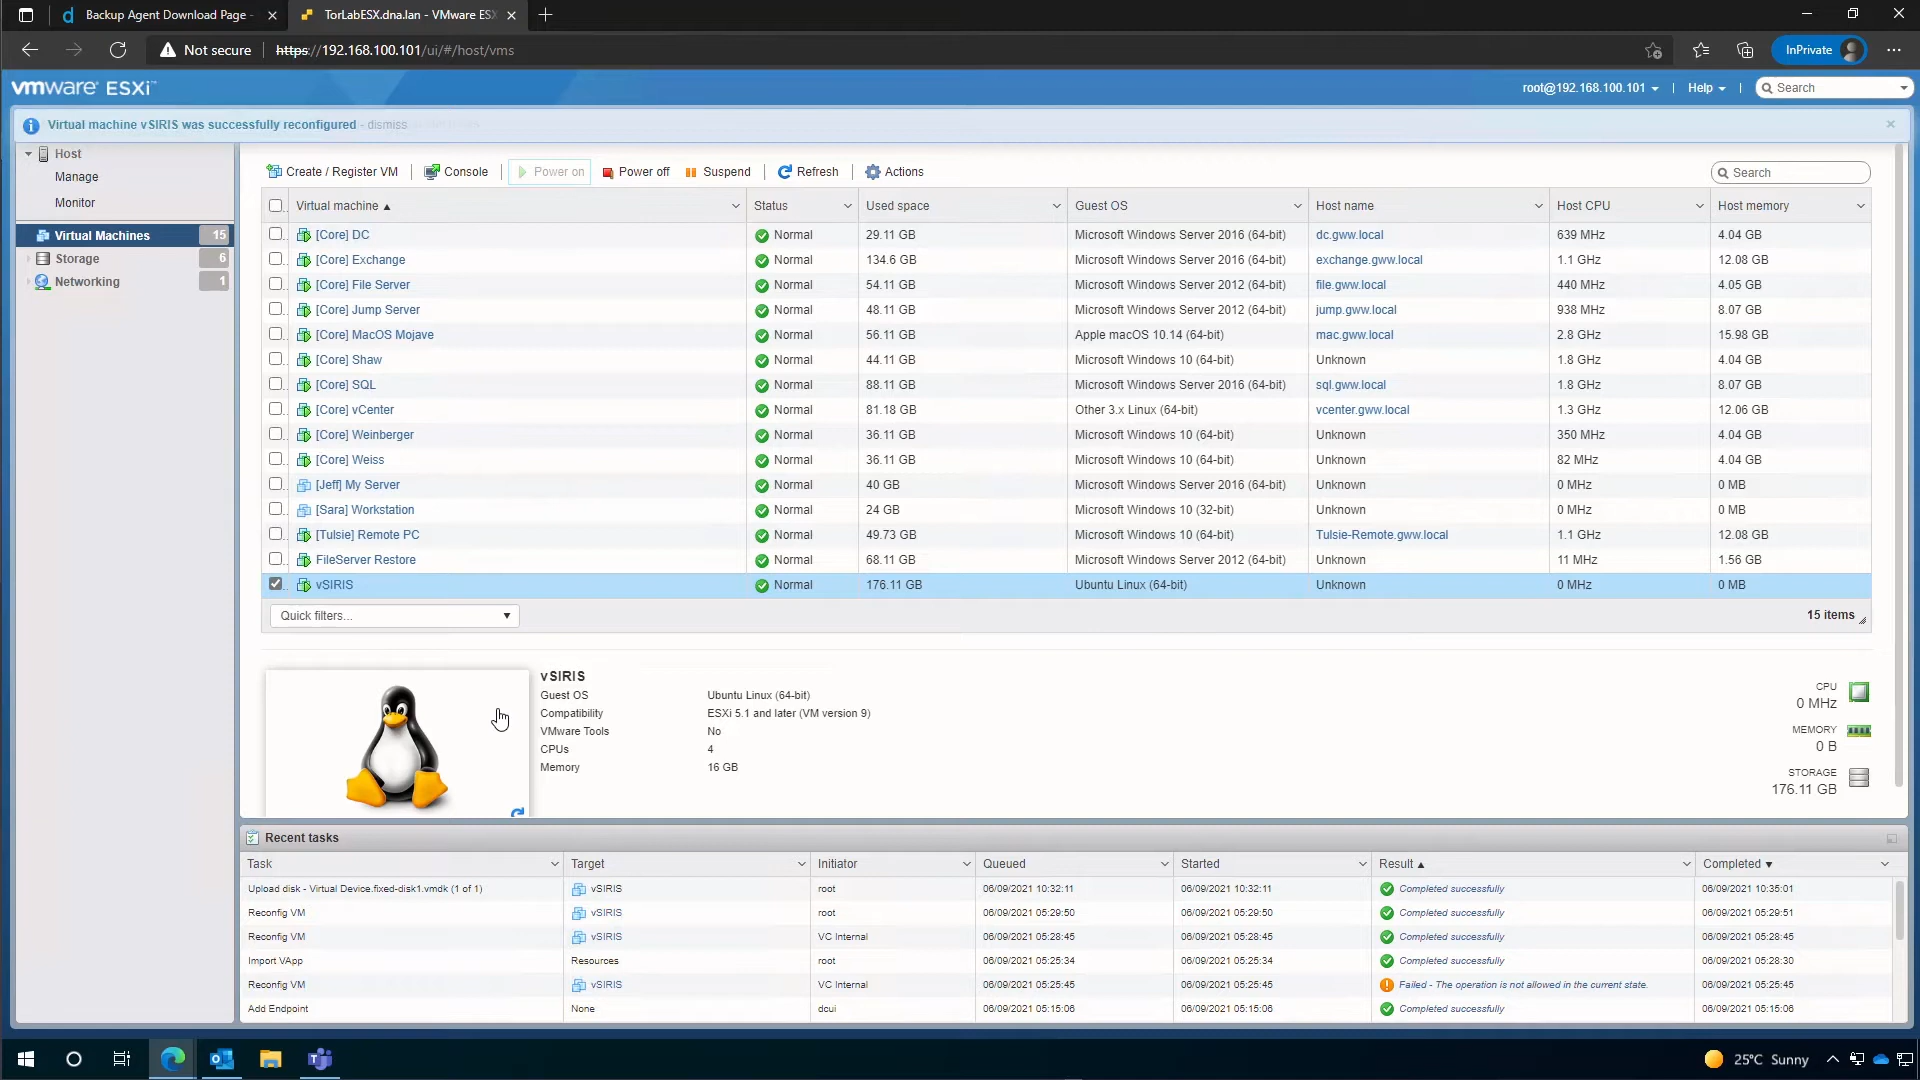 Backup Agent Download Page -
TorLabESX.dna.lan - VMware ESX
Not secure https://192.168.100.101/ui/#/host/vms InPrivate
vmware ESXi™ root@192.168.100.101 | Help | Search
Virtual machine vSIRIS was successfully reconfigured - dismiss
Host
Manage
Monitor
Virtual Machines 15
Storage 6
Networking 1
Create / Register VM | Console | Power on Power off Suspend | Refresh | Actions Search
Virtual machine ▲ Status Used space Guest OS Host name Host CPU Host memory
[Core] DC Normal 29.11 GB Microsoft Windows Server 2016 (64-bit) dc.gww.local 639 MHz 4.04 GB
[Core] Exchange Normal 134.6 GB Microsoft Windows Server 2016 (64-bit) exchange.gww.local 1.1 GHz 12.08 GB
[Core] File Server Normal 54.11 GB Microsoft Windows Server 2012 (64-bit) file.gww.local 440 MHz 4.05 GB
[Core] Jump Server Normal 48.11 GB Microsoft Windows Server 2012 (64-bit) jump.gww.local 938 MHz 8.07 GB
[Core] MacOS Mojave Normal 56.11 GB Apple macOS 10.14 (64-bit) mac.gww.local 2.8 GHz 15.98 GB
[Core] Shaw Normal 44.11 GB Microsoft Windows 10 (64-bit) Unknown 1.8 GHz 4.04 GB
[Core] SQL Normal 88.11 GB Microsoft Windows Server 2016 (64-bit) sql.gww.local 1.8 GHz 8.07 GB
[Core] vCenter Normal 81.18 GB Other 3.x Linux (64-bit) vcenter.gww.local 1.3 GHz 12.06 GB
[Core] Weinberger Normal 36.11 GB Microsoft Windows 10 (64-bit) Unknown 350 MHz 4.04 GB
[Core] Weiss Normal 36.11 GB Microsoft Windows 10 (64-bit) Unknown 82 MHz 4.04 GB
[Jeff] My Server Normal 40 GB Microsoft Windows Server 2016 (64-bit) Unknown 0 MHz 0 MB
[Sara] Workstation Normal 24 GB Microsoft Windows 10 (32-bit) Unknown 0 MHz 0 MB
[Tulsie] Remote PC Normal 49.73 GB Microsoft Windows 10 (64-bit) Tulsie-Remote.gww.local 1.1 GHz 12.08 GB
FileServer Restore Normal 68.11 GB Microsoft Windows Server 2012 (64-bit) Unknown 11 MHz 1.56 GB
vSIRIS Normal 176.11 GB Ubuntu Linux (64-bit) Unknown 0 MHz 0 MB
Quick filters... 15 items
vSIRIS
Guest OS Ubuntu Linux (64-bit)
Compatibility ESXi 5.1 and later (VM version 9)
VMware Tools No
CPUs 4
Memory 16 GB
CPU
0 MHz
MEMORY
0 B
STORAGE
176.11 GB
Recent tasks
Task Target Initiator Queued Started Result ▲ Completed ▼
Upload disk - Virtual Device.fixed-disk1.vmdk (1 of 1) vSIRIS root 06/09/2021 10:32:11 06/09/2021 10:32:11 Completed successfully 06/09/2021 10:35:01
Reconfig VM vSIRIS root 06/09/2021 05:29:50 06/09/2021 05:29:50 Completed successfully 06/09/2021 05:29:51
Reconfig VM vSIRIS VC Internal 06/09/2021 05:28:45 06/09/2021 05:28:45 Completed successfully 06/09/2021 05:28:45
Import VApp Resources root 06/09/2021 05:25:34 06/09/2021 05:25:34 Completed successfully 06/09/2021 05:28:30
Reconfig VM vSIRIS VC Internal 06/09/2021 05:25:45 06/09/2021 05:25:45 Failed - The operation is not allowed in the current state. 06/09/2021 05:25:45
Add Endpoint None dcui 06/09/2021 05:15:06 06/09/2021 05:15:06 Completed successfully 06/09/2021 05:15:06
25°C Sunny